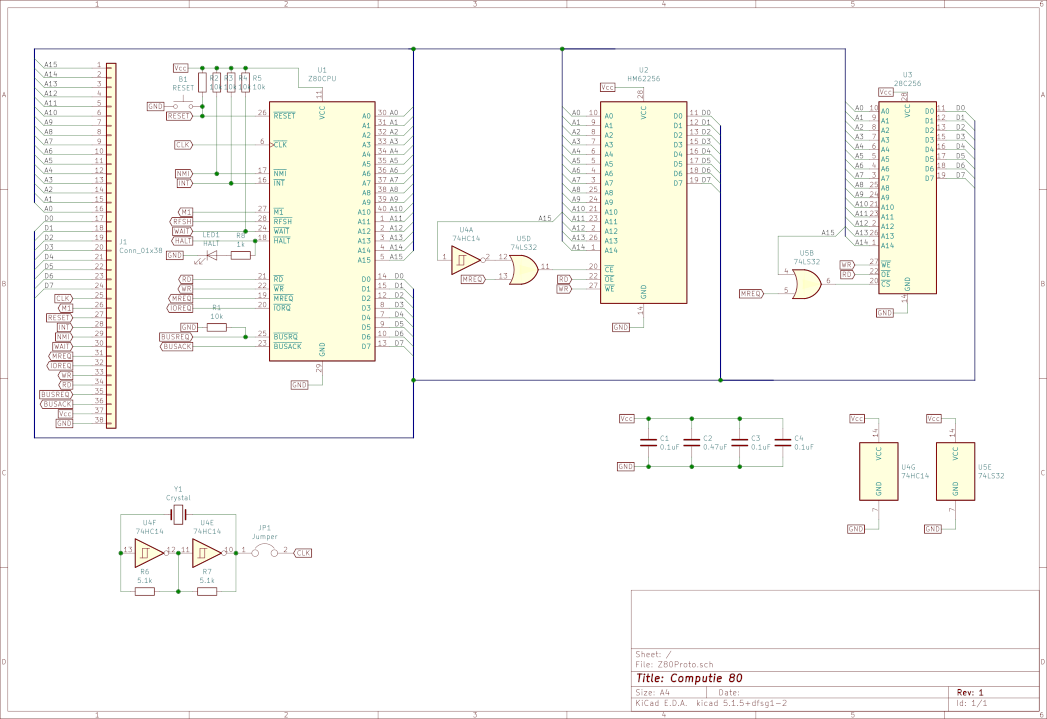 1 2 3 4 5 6
A
B
C
D
A15 1
A14 2
A13 3
A12 4
A11 5
A10 6
A9 7
A8 8
A7 9
A6 10
A5 11
A4 12
A3 13
A2 14
A1 15
A0 16
D0 17
D1 18
D2 19
D3 20
D4 21
D5 22
D6 23
D7 24
CLK 25
M1 26
RESET 27
INT 28
NMI 29
WAIT 30
MREQ 31
IOREQ 32
WR 33
RD 34
BUSREQ 35
BUSACK 36
Vcc 37
GND 38
J1
Conn_01x38
Vcc
R2 R3 R4 R5
10k 10k 10k 10k
B1
RESET
GND
RESET
U1
Z80CPU
11
VCC
26 RESET
CLK 6 CLK
NMI 17 NMI
INT 16 INT
M1 27 M1
RFSH 28 RFSH
WAIT 24 WAIT
HALT 18 HALT
LED1
HALT
R8
1k
GND
RD 21 RD
WR 22 WR
MREQ 19 MREQ
IOREQ 20 IORQ
R1
10k
GND
BUSREQ 25 BUSRQ
BUSACK 23 BUSACK
A0 30 A0
A1 31 A1
A2 32 A2
A3 33 A3
A4 34 A4
A5 35 A5
A6 36 A6
A7 37 A7
A8 38 A8
A9 39 A9
A10 40 A10
A11 1 A11
A12 2 A12
A13 3 A13
A14 4 A14
A15 5 A15
D0 14 D0
D1 15 D1
D2 12 D2
D3 8 D3
D4 7 D4
D5 9 D5
D6 10 D6
D7 13 D7
GND
29
GND
A15
U4A
74HC14
1 2
U5D
74LS32
12
13
11
MREQ
U2
HM62256
Vcc
28
VCC
A0 10 A0
A1 9 A1
A2 8 A2
A3 7 A3
A4 6 A4
A5 5 A5
A6 4 A6
A7 3 A7
A8 25 A8
A9 24 A9
A10 21 A10
A11 23 A11
A12 2 A12
A13 26 A13
A14 1 A14
20 CE
RD 22 OE
WR 27 WE
D0 11 D0
D1 12 D1
D2 13 D2
D3 15 D3
D4 16 D4
D5 17 D5
D6 18 D6
D7 19 D7
GND
14
GND
A15
U5B
74LS32
4
5
6
MREQ
U3
28C256
Vcc
28
VCC
A0 10 A0
A1 9 A1
A2 8 A2
A3 7 A3
A4 6 A4
A5 5 A5
A6 4 A6
A7 3 A7
A8 25 A8
A9 24 A9
A10 21 A10
A11 23 A11
A12 2 A12
A13 26 A13
A14 1 A14
WR 27 WE
RD 22 OE
20 CS
D0 11 D0
D1 12 D1
D2 13 D2
D3 15 D3
D4 16 D4
D5 17 D5
D6 18 D6
D7 19 D7
GND
14
GND
Vcc
C1
0.1uF
C2
0.47uF
C3
0.1uF
C4
0.1uF
GND
Vcc
14
VCC
U4G
74HC14
GND
7
GND
Vcc
14
VCC
U5E
74LS32
GND
7
GND
Y1
Crystal
U4F
74HC14
13 12
U4E
74HC14
11 10
JP1
Jumper
1 2
CLK
R6
5.1k
R7
5.1k
Sheet: /
File: Z80Proto.sch
Title: Computie 80
Size: A4 Date: Rev: 1
KiCad E.D.A. kicad 5.1.5+dfsg1-2 Id: 1/1
1 2 3 4 5 6
A
B
C
D